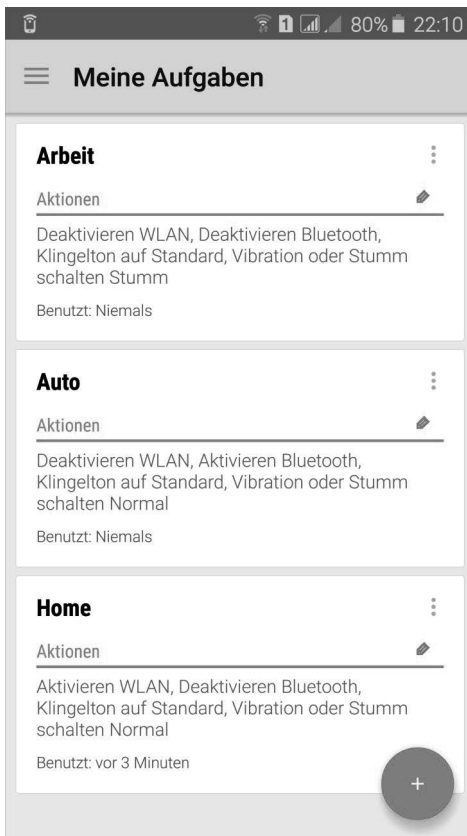 1 80% 22:10
Meine Aufgaben
Arbeit
Aktionen
Deaktivieren WLAN, Deaktivieren Bluetooth,
Klingelton auf Standard, Vibration oder Stumm
schalten Stumm
Benutzt: Niemals
Auto
Aktionen
Deaktivieren WLAN, Aktivieren Bluetooth,
Klingelton auf Standard, Vibration oder Stumm
schalten Normal
Benutzt: Niemals
Home
Aktionen
Aktivieren WLAN, Deaktivieren Bluetooth,
Klingelton auf Standard, Vibration oder Stumm
schalten Normal
Benutzt: vor 3 Minuten
+